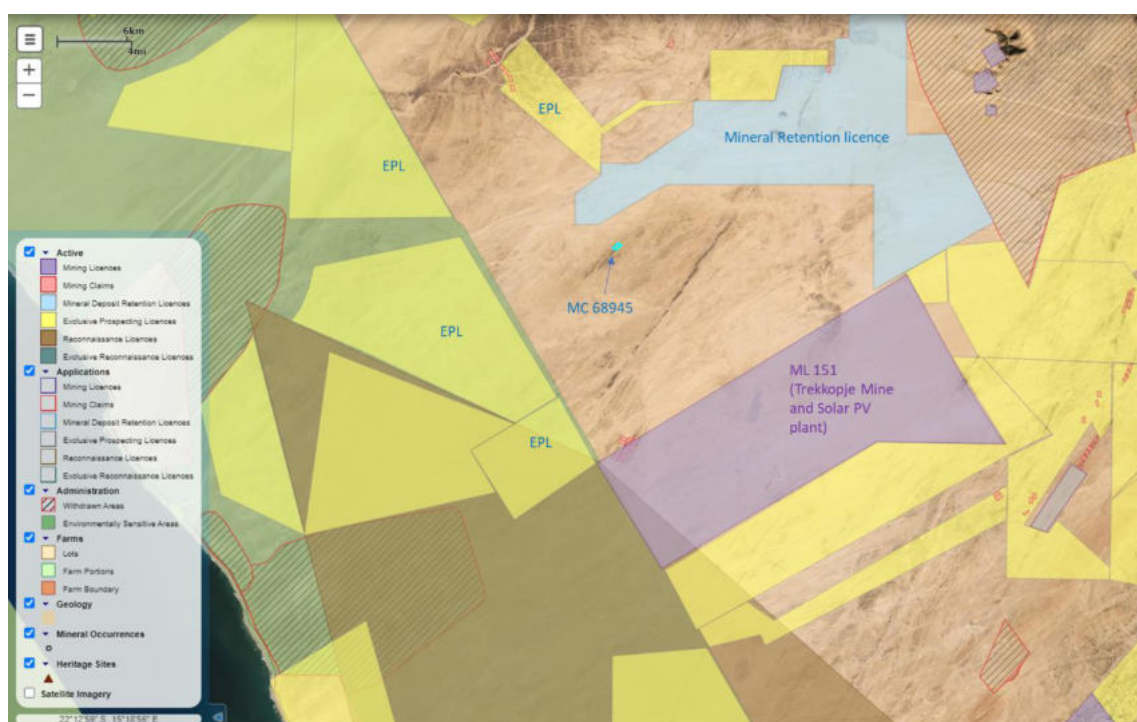 6km
4mi
EPL
EPL
Mineral Retention licence
MC 68945
EPL
ML 151
(Trekkopje Mine
and Solar PV
plant)
EPL
Active
Mining Licences
Mining Claims
Mineral Deposit Retention Licences
Exclusive Prospecting Licences
Reconnaissance Licences
Exclusive Reconnaissance Licences
Applications
Mining Licences
Mining Claims
Mineral Deposit Retention Licences
Exclusive Prospecting Licences
Reconnaissance Licences
Exclusive Reconnaissance Licences
Administration
Withdrawn Areas
Environmentally Sensitive Areas
Farms
Lots
Farm Portions
Farm Boundary
Geology
Mineral Occurrences
Heritage Sites
Satellite Imagery